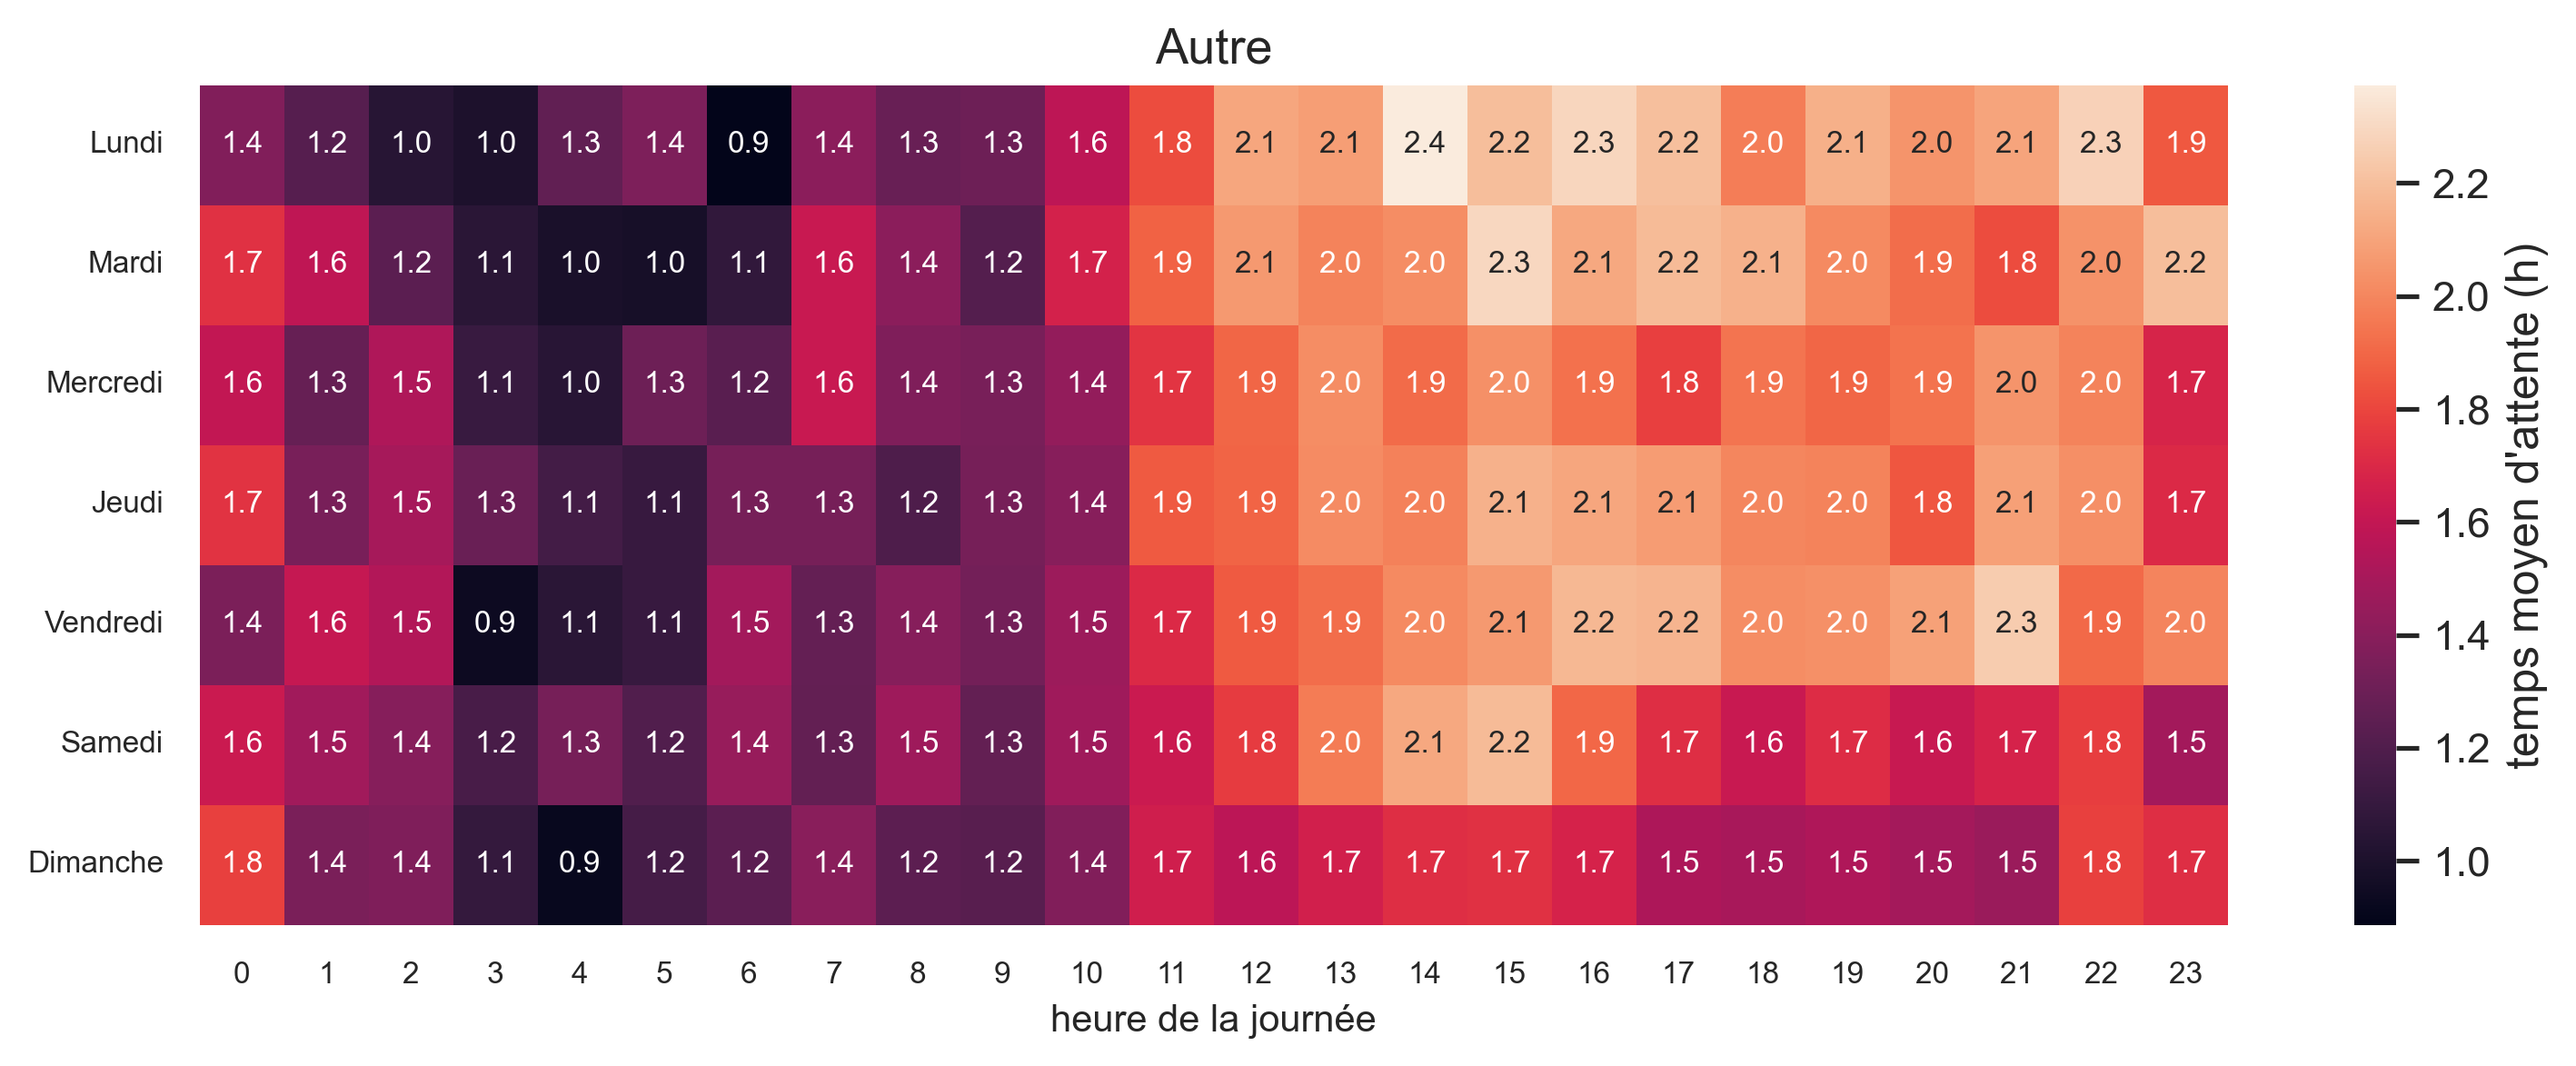 Autre
Lundi 1.4 1.2 1.0 1.0 1.3 1.4 0.9 1.4 1.3 1.3 1.6 1.8 2.1 2.1 2.4 2.2 2.3 2.2 2.0 2.1 2.0 2.1 2.3 1.9
Mardi 1.7 1.6 1.2 1.1 1.0 1.0 1.1 1.6 1.4 1.2 1.7 1.9 2.1 2.0 2.0 2.3 2.1 2.2 2.1 2.0 1.9 1.8 2.0 2.2
Mercredi 1.6 1.3 1.5 1.1 1.0 1.3 1.2 1.6 1.4 1.3 1.4 1.7 1.9 2.0 1.9 2.0 1.9 1.8 1.9 1.9 1.9 2.0 2.0 1.7
Jeudi 1.7 1.3 1.5 1.3 1.1 1.1 1.3 1.3 1.2 1.3 1.4 1.9 1.9 2.0 2.0 2.1 2.1 2.1 2.0 2.0 1.8 2.1 2.0 1.7
Vendredi 1.4 1.6 1.5 0.9 1.1 1.1 1.5 1.3 1.4 1.3 1.5 1.7 1.9 1.9 2.0 2.1 2.2 2.2 2.0 2.0 2.1 2.3 1.9 2.0
Samedi 1.6 1.5 1.4 1.2 1.3 1.2 1.4 1.3 1.5 1.3 1.5 1.6 1.8 2.0 2.1 2.2 1.9 1.7 1.6 1.7 1.6 1.7 1.8 1.5
Dimanche 1.8 1.4 1.4 1.1 0.9 1.2 1.2 1.4 1.2 1.2 1.4 1.7 1.6 1.7 1.7 1.7 1.7 1.5 1.5 1.5 1.5 1.5 1.8 1.7
0 1 2 3 4 5 6 7 8 9 10 11 12 13 14 15 16 17 18 19 20 21 22 23
heure de la journée
2.2
2.0
1.8
1.6
1.4
1.2
1.0
temps moyen d'attente (h)